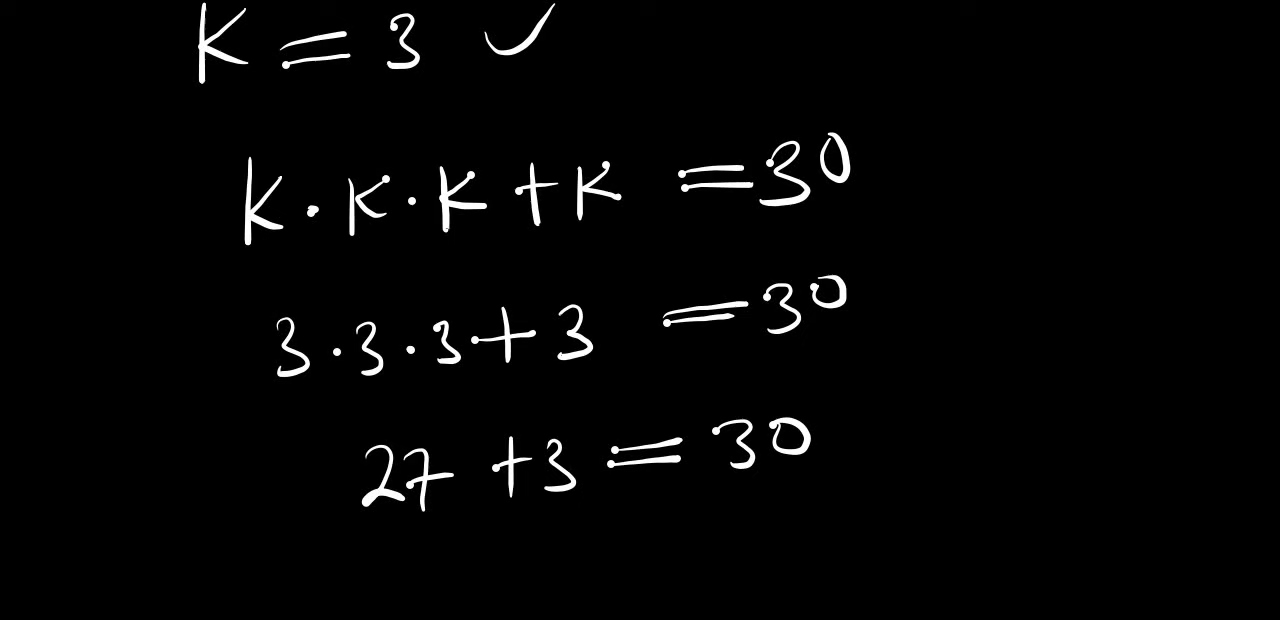 K = 3 ✓
K · K · K + K = 30
3 · 3 · 3 + 3 = 30
27 + 3 = 30